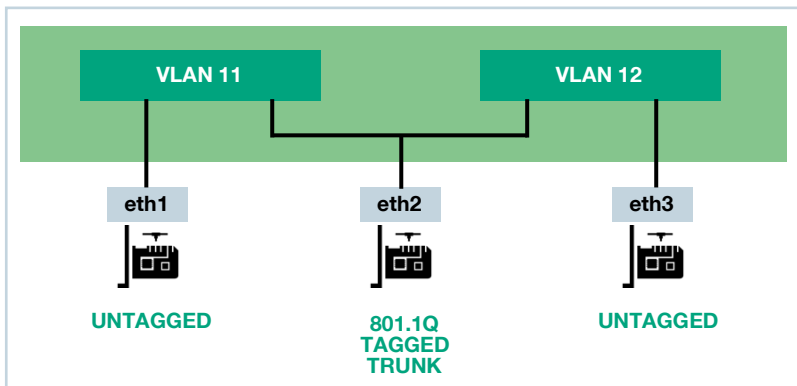 VLAN 11
VLAN 12
eth1
eth2
eth3
UNTAGGED
801.1Q
TAGGED
TRUNK
UNTAGGED